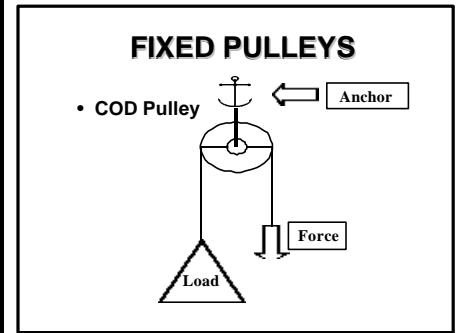 FIXED PULLEYS
Anchor
• COD Pulley
Force
Load